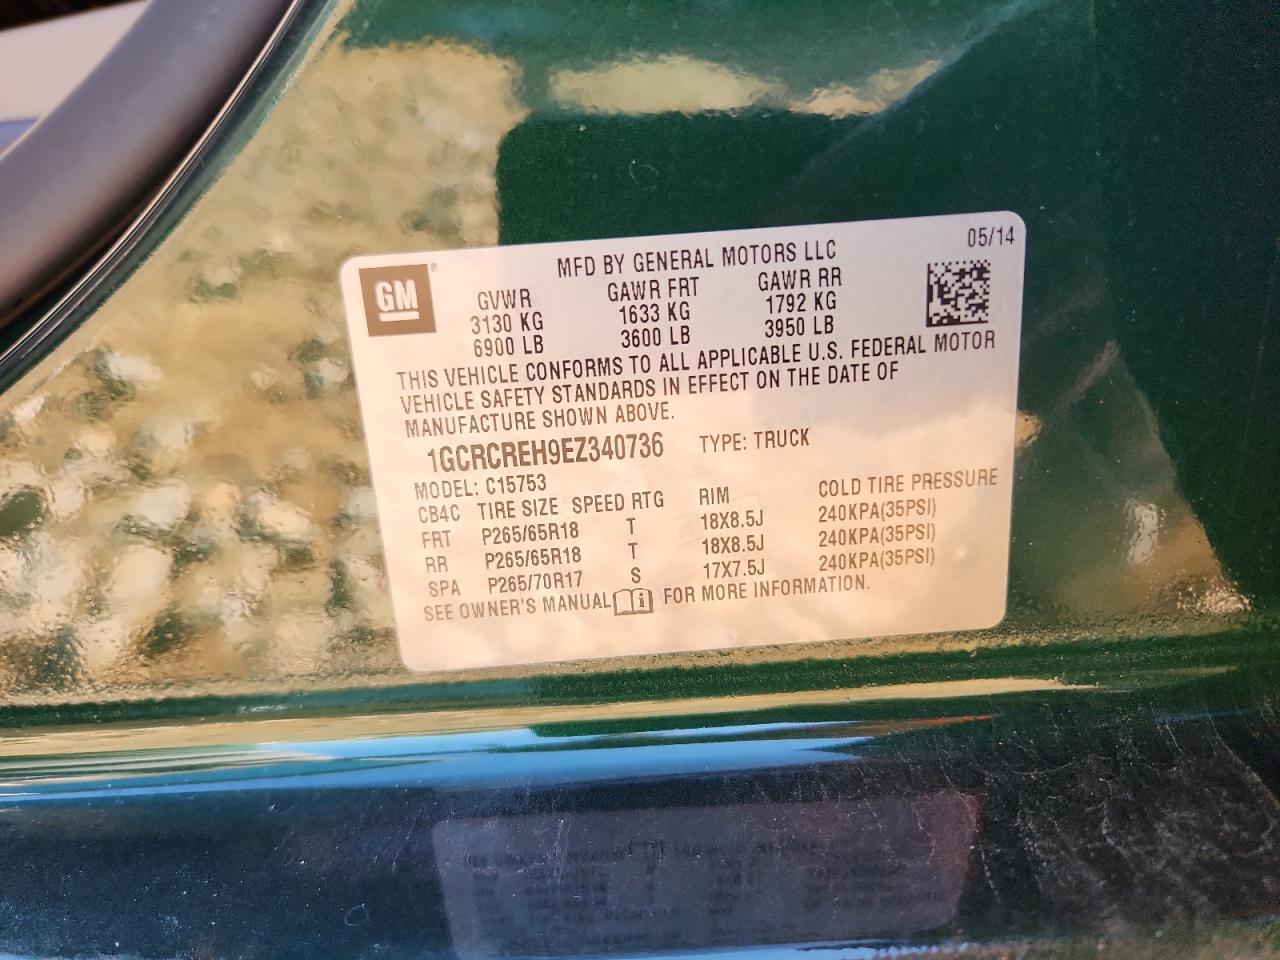 05/14
GM®
MFD BY GENERAL MOTORS LLC
GVWR GAWR FRT GAWR RR
3130 KG 1633 KG 1792 KG
6900 LB 3600 LB 3950 LB
THIS VEHICLE CONFORMS TO ALL APPLICABLE U.S. FEDERAL MOTOR
VEHICLE SAFETY STANDARDS IN EFFECT ON THE DATE OF
MANUFACTURE SHOWN ABOVE.
1GCRCREH9EZ340736 TYPE: TRUCK
MODEL: C15753
CB4C TIRE SIZE SPEED RTG RIM COLD TIRE PRESSURE
FRT P265/65R18 T 18X8.5J 240KPA(35PSI)
RR P265/65R18 T 18X8.5J 240KPA(35PSI)
SPA P265/70R17 S 17X7.5J 240KPA(35PSI)
SEE OWNER'S MANUAL i FOR MORE INFORMATION.